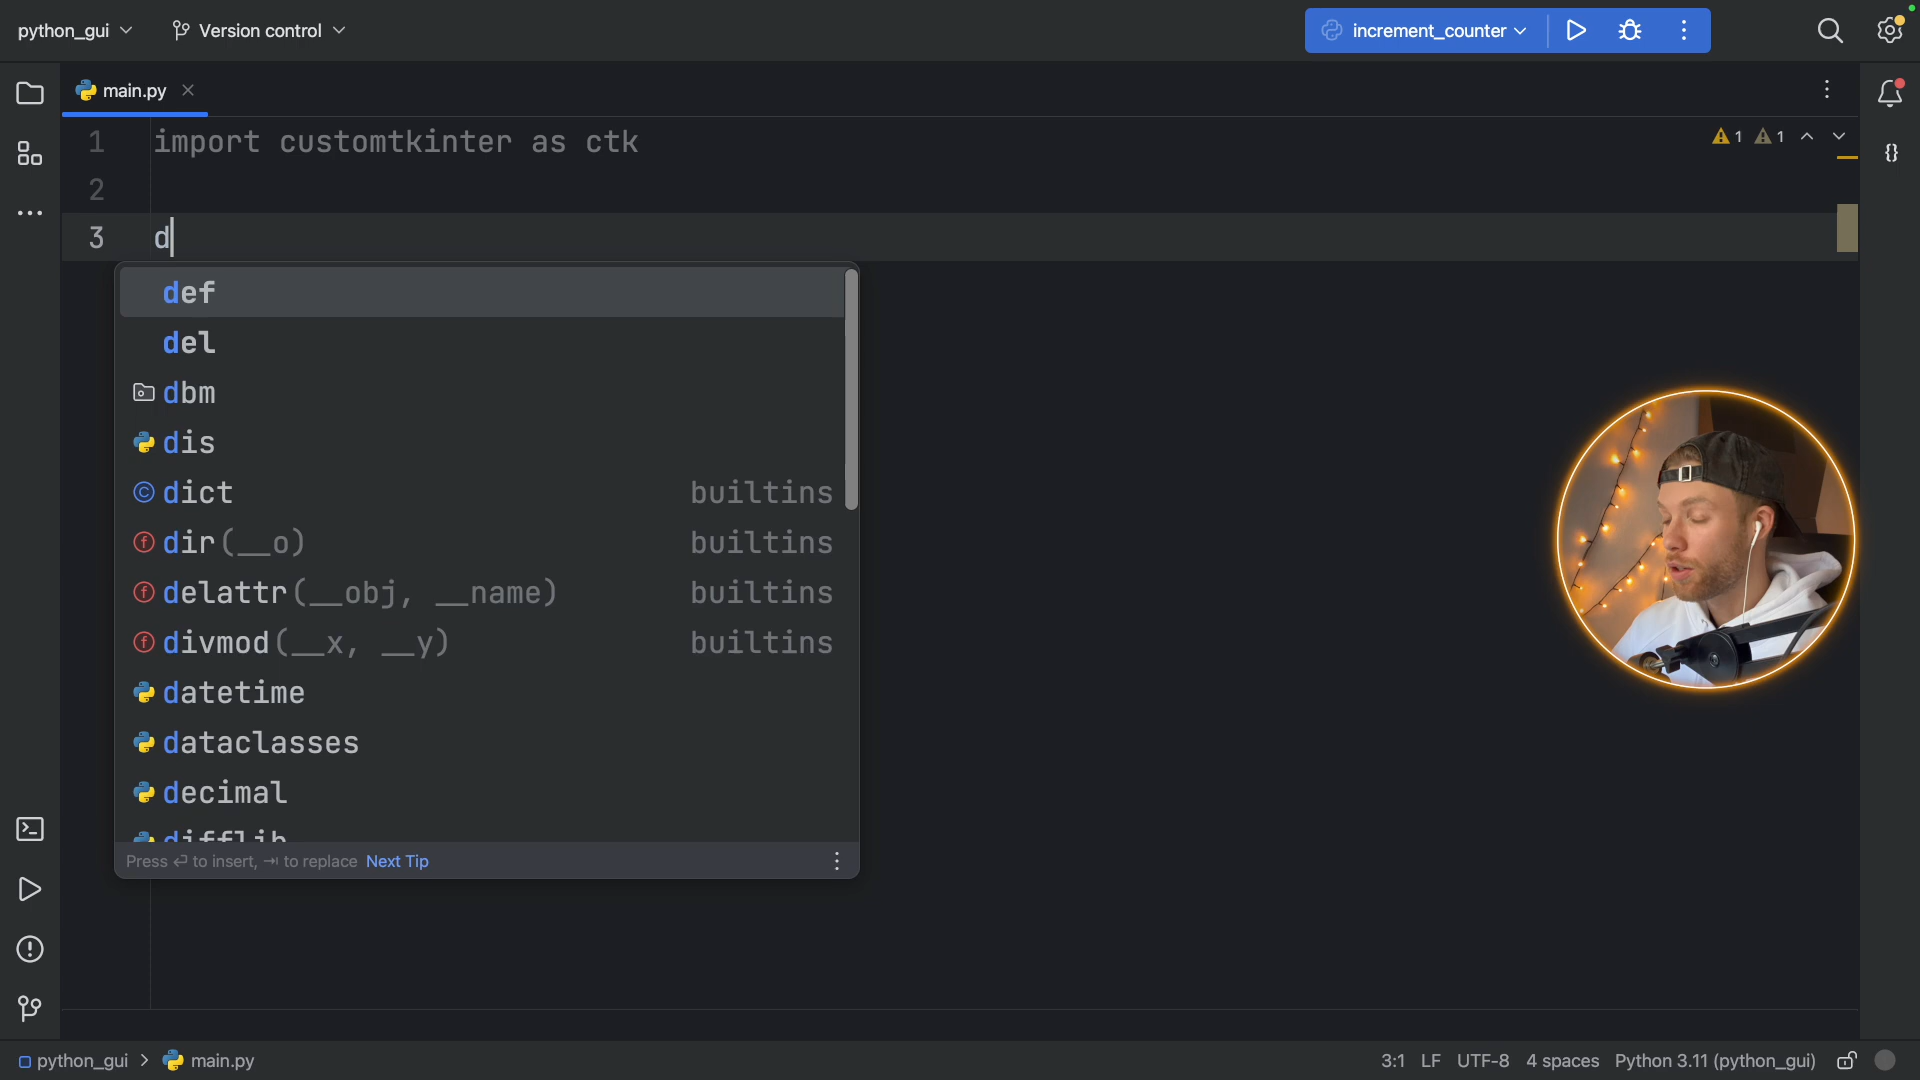 python_gui
Version control
increment_counter
main.py
1 import customtkinter as ctk
1 1
2
3 d
def
del
dbm
dis
dict builtins
dir(__o) builtins
delattr(__obj, __name) builtins
divmod(__x, __y) builtins
datetime
dataclasses
decimal
difflib
Press ↵ to insert, ⇥ to replace Next Tip
python_gui > main.py
3:1 LF UTF-8 4 spaces Python 3.11 (python_gui)